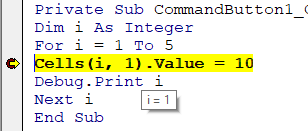 Private Sub CommandButton1_
Dim i As Integer
For i = 1 To 5
Cells(i, 1).Value = 10
Debug.Print i
Next i
i = 1
End Sub